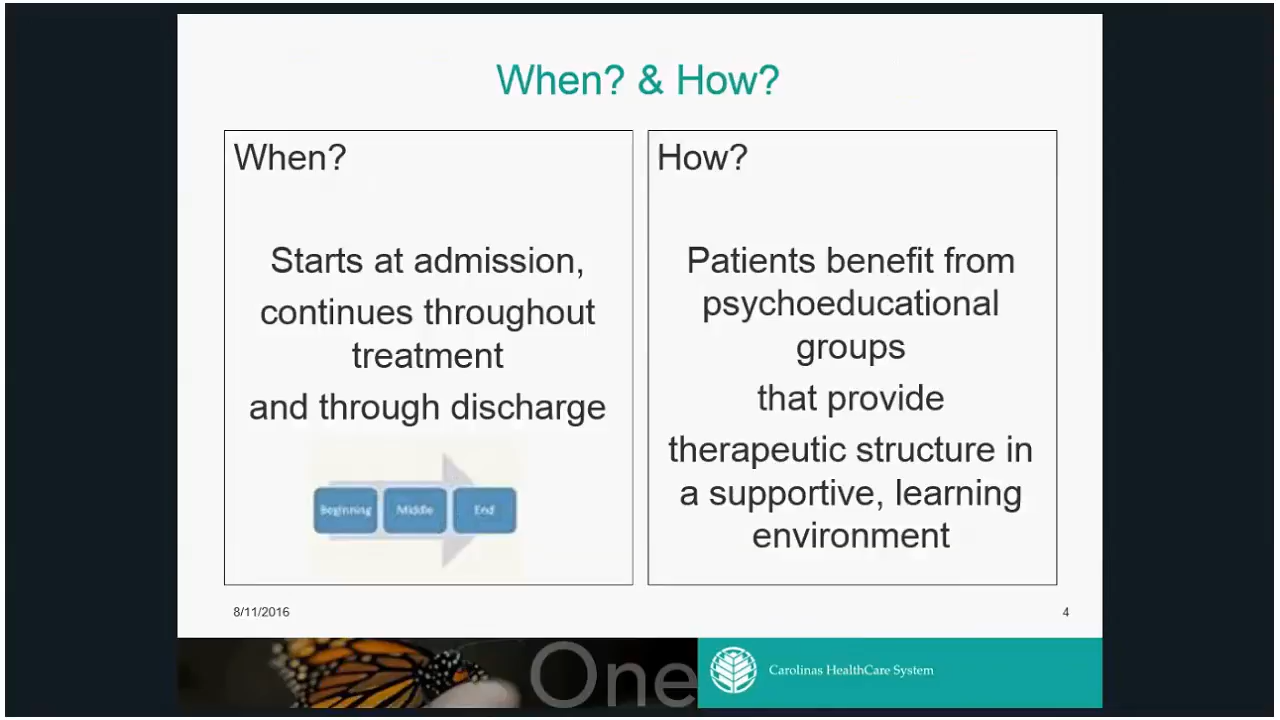 When? & How?
When?
Starts at admission,
continues throughout
treatment
and through discharge
Beginning
Middle
End
How?
Patients benefit from
psychoeducational
groups
that provide
therapeutic structure in
a supportive, learning
environment
8/11/2016
4
One
Carolinas HealthCare System